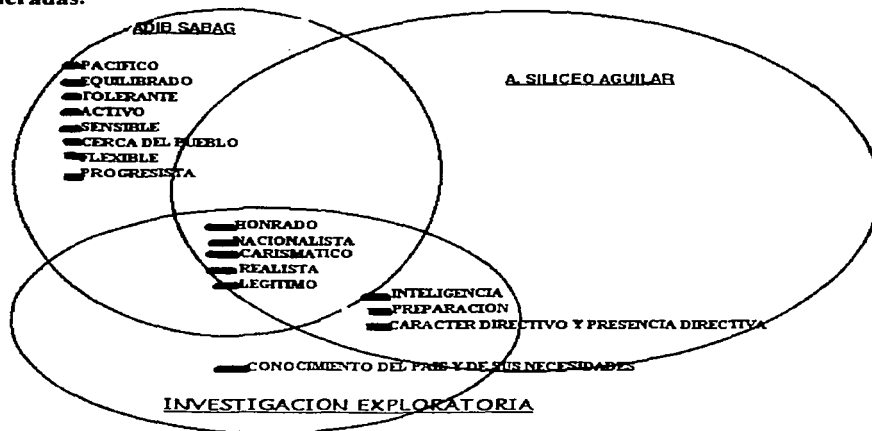 ADIB SABAG
A. SILICEO AGUILAR
PACIFICO
EQUILIBRADO
TOLERANTE
ACTIVO
SENSIBLE
CERCA DEL PUEBLO
FLEXIBLE
PROGRESISTA
HONRADO
NACIONALISTA
CARISMATICO
REALISTA
LEGITIMO
INTELIGENCIA
PREPARACION
CARACTER DIRECTIVO Y PRESENCIA DIRECTIVA
CONOCIMIENTO DEL PAIS Y DE SUS NECESIDADES
INVESTIGACION EXPLORATORIA